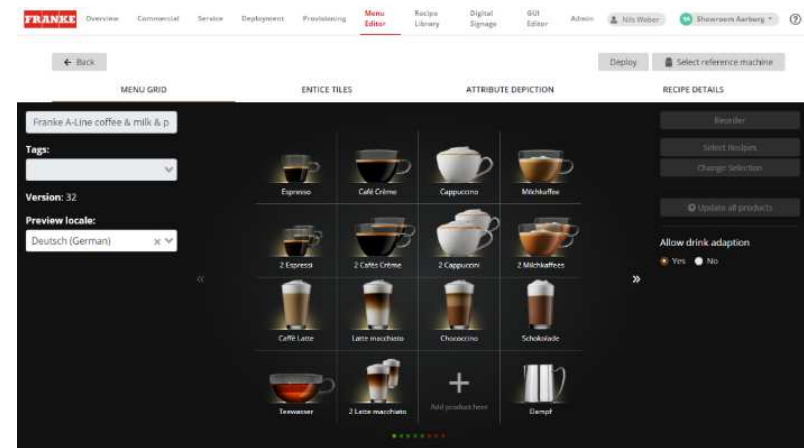 FRANKE Overview Commercial Service Deployment Provisioning Menu Editor Recipe Library Digital Signage GUI Editor Admin Nils Weber Showroom Aarburg
← Back
Deploy Select reference machine
MENU GRID ENTICE TILES ATTRIBUTE DEPICTION RECIPE DETAILS
Franke A-Line coffee & milk & p
Tags:
Version: 32
Preview locale:
Deutsch (German)
Espresso Café Crème Cappuccino Milchkaffee
2 Espressi 2 Cafés Crème 2 Cappuccini 2 Milchkaffees
Caffè Latte Latte macchiato Chococcino Schokolade
Teewasser 2 Latte macchiato Add product here Dampf
Reorder
Select Recipes
Change Selection
Update all products
Allow drink adaption
Yes No